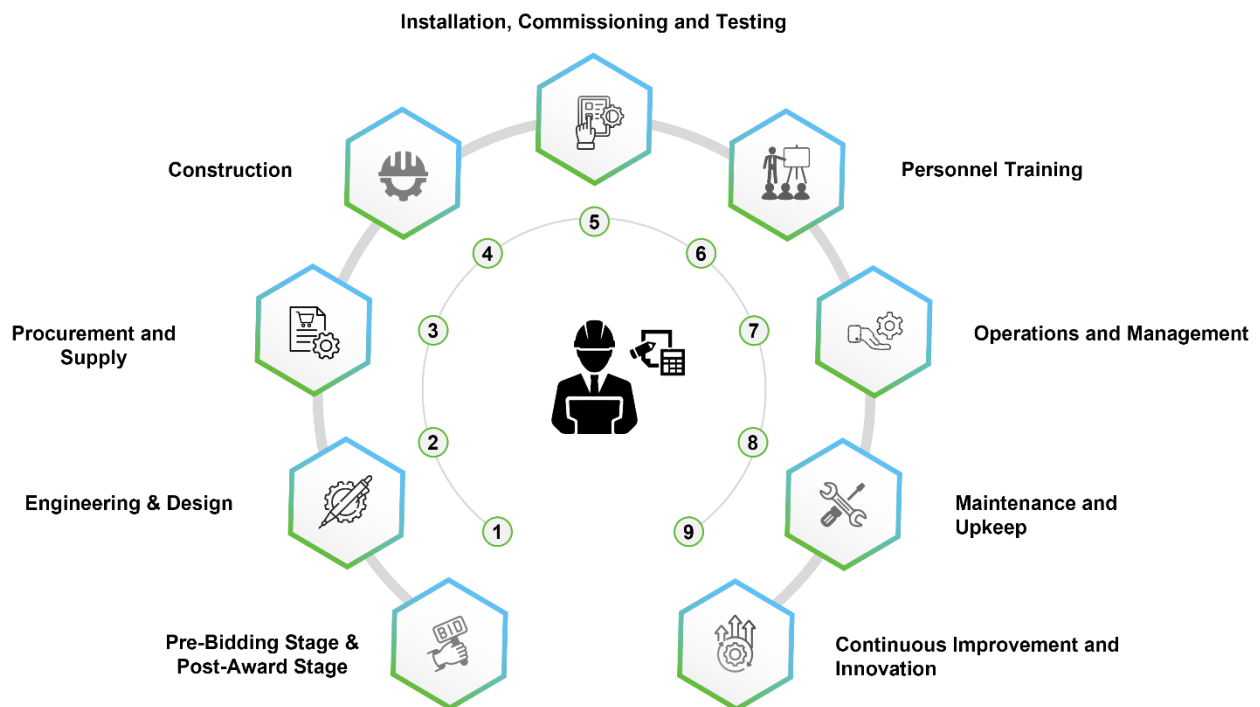 Installation, Commissioning and Testing
Construction
Personnel Training
Procurement and
Supply
Operations and Management
Engineering & Design
Maintenance and
Upkeep
Pre-Bidding Stage &
Post-Award Stage
Continuous Improvement and
Innovation
BID
1
2
3
4
5
6
7
8
9